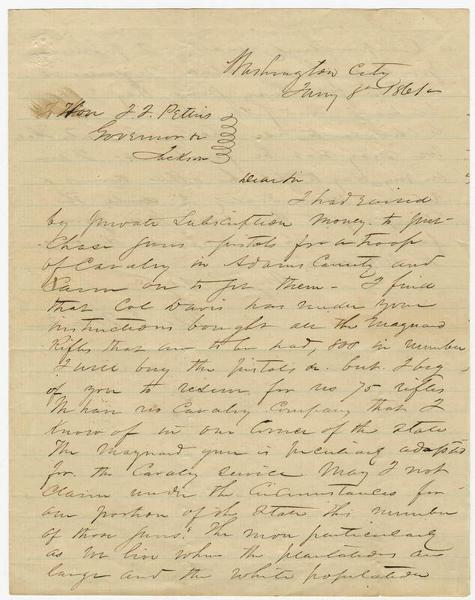 Washington City
Jany 8th 1861
To Hon J. J. Pettus
Governor &c
Jackson
Dear Sir
I had raised
by private Subscription money to pur-
chase guns & pistols for a troop
of Cavalry in Adams County and
came on to get them - I find
that Col Davis has under your
instructions bought all the Maynard
Rifles that are to be had, 800 in number
I will buy the pistols &c. but I beg
of you to reserve for us 75 rifles
We have no Cavalry Company that I
know of in our Corner of the State
The Maynard gun is peculiarly adapted
for the Cavalry service May I not
Claim under the Circumstances for
our portion of the State this number
of those guns. The more particularly
as we live where the plantations are
large and the white population